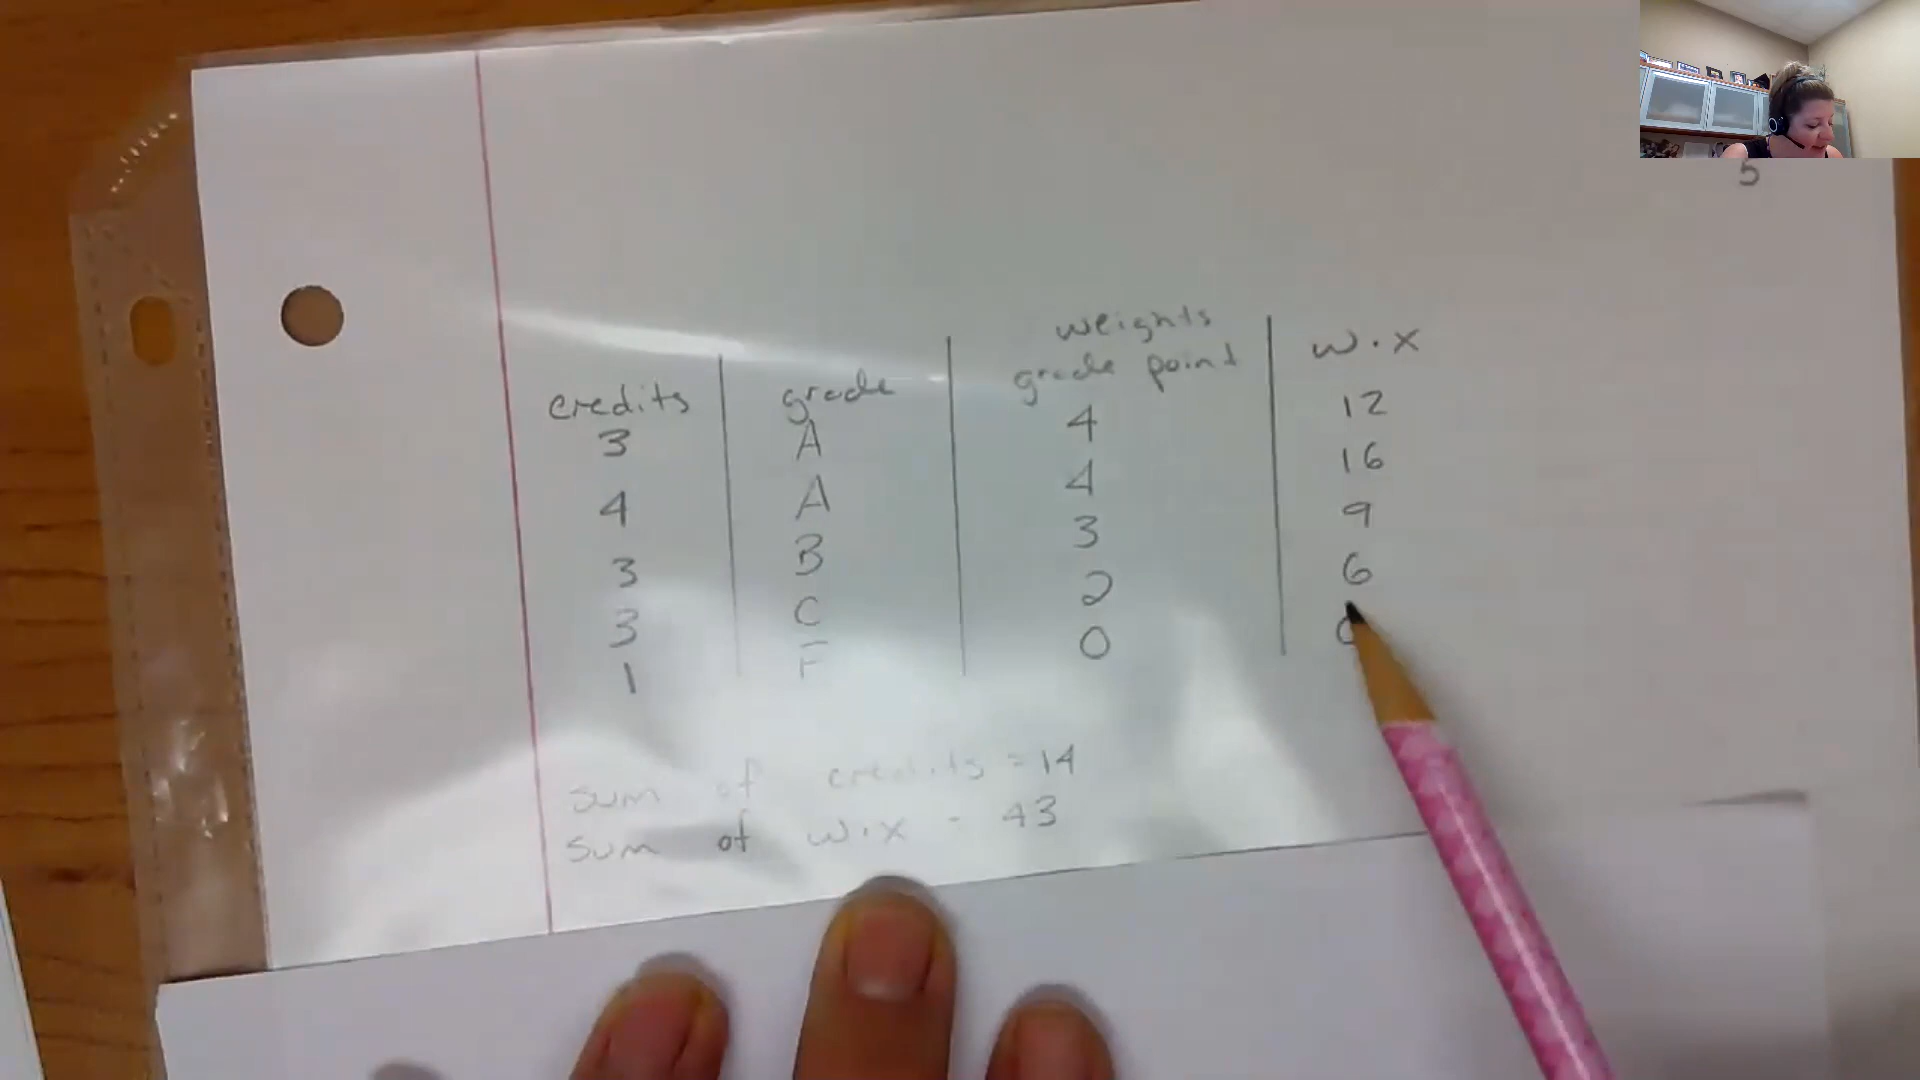 5
weights
credits grade grade point w·x
3 A 4 12
4 A 4 16
3 B 3 9
3 C 2 6
1 F 0 0
sum of credits = 14
sum of w·x = 43